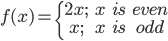 f(x)={2x; x is even
x; x is odd